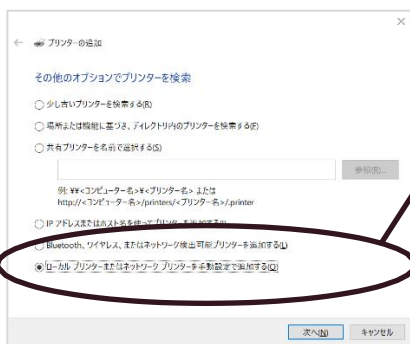 プリンターの追加
その他のオプションでプリンターを検索
少し古いプリンターを検索する(R)
場所または機能に基づき、ディレクトリ内のプリンターを検索する(F)
共有プリンターを名前で選択する(S)
参照(R)...
例: ¥¥<コンピューター名>¥<プリンター名> または
http://<コンピューター名>/printers/<プリンター名>/.printer
IP アドレスまたはホスト名を使ってプリンターを追加する(I)
Bluetooth、ワイヤレス、またはネットワーク検出可能プリンターを追加する(L)
ローカル プリンターまたはネットワーク プリンターを手動設定で追加する(O)
次へ(N) キャンセル